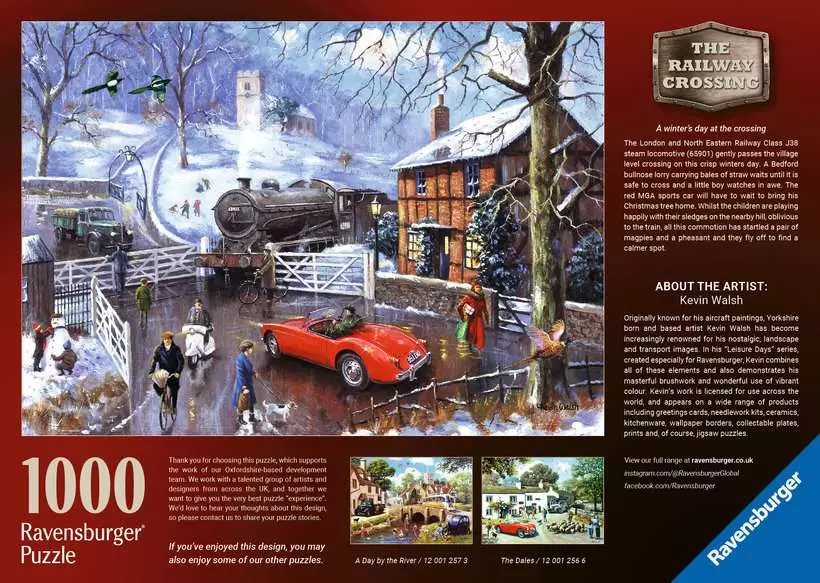 THE
RAILWAY
CROSSING
A winter's day at the crossing
The London and North Eastern Railway Class J38
steam locomotive (65901) gently passes the village
level crossing on this crisp winters day. A Bedford
bullnose lorry carrying bales of straw waits until it is
safe to cross and a little boy watches in awe. The
red MGA sports car will have to wait to bring his
Christmas tree home. Whilst the children are playing
happily with their sledges on the nearby hill, oblivious
to the train, all this commotion has startled a pair of
magpies and a pheasant and they fly off to find a
calmer spot.
ABOUT THE ARTIST:
Kevin Walsh
Originally known for his aircraft paintings, Yorkshire
born and based artist Kevin Walsh has become
increasingly renowned for his nostalgic, landscape
and transport images. In his "Leisure Days" series,
created especially for Ravensburger, Kevin combines
all of these elements and also demonstrates his
masterful brushwork and wonderful use of vibrant
colour. Kevin's work is licensed for use across the
world, and appears on a wide range of products
including greetings cards, needlework kits, ceramics,
kitchenware, wallpaper borders, collectable plates,
prints and, of course, jigsaw puzzles.
View our full range at ravensburger.co.uk
instagram.com/@RavensburgerGlobal
facebook.com/Ravensburger
Ravensburger
Kevin Walsh
1000
Ravensburger®
Puzzle
Thank you for choosing this puzzle, which supports
the work of our Oxfordshire-based development
team. We work with a talented group of artists and
designers from across the UK, and together we
want to give you the very best puzzle "experience".
We'd love to hear your thoughts about this design,
so please contact us to share your puzzle stories.
If you've enjoyed this design, you may
also enjoy some of our other puzzles.
A Day by the River / 12 001 257 3
The Dales / 12 001 256 6